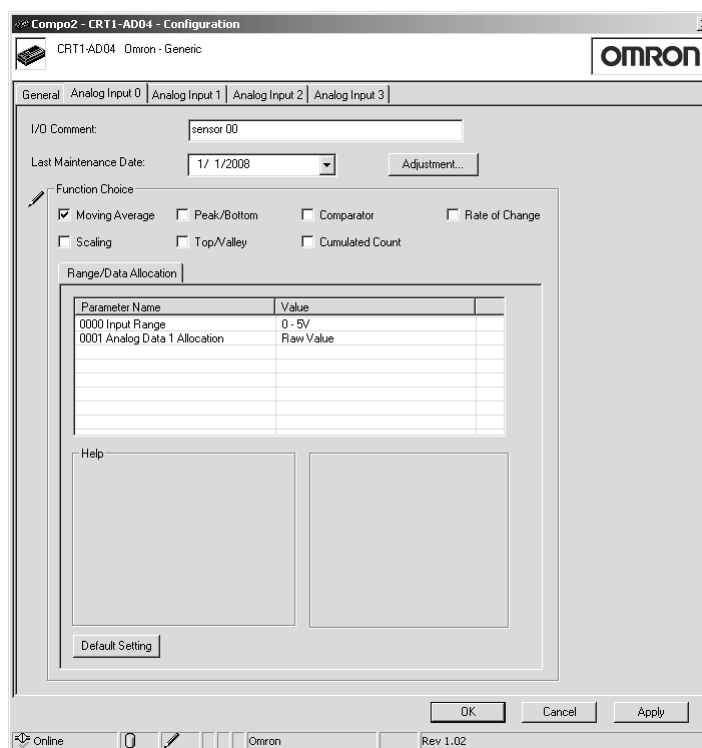 Compo2 - CRT1-AD04 - Configuration
CRT1-AD04 Omron - Generic
OMRON
General Analog Input 0 Analog Input 1 Analog Input 2 Analog Input 3
I/O Comment: sensor 00
Last Maintenance Date: 1/ 1/2008 Adjustment...
Function Choice
Moving Average Peak/Bottom Comparator Rate of Change
Scaling Top/Valley Cumulated Count
Range/Data Allocation
Parameter Name Value
0000 Input Range 0 - 5V
0001 Analog Data 1 Allocation Raw Value
Help
Default Setting
OK Cancel Apply
Online Omron Rev 1.02